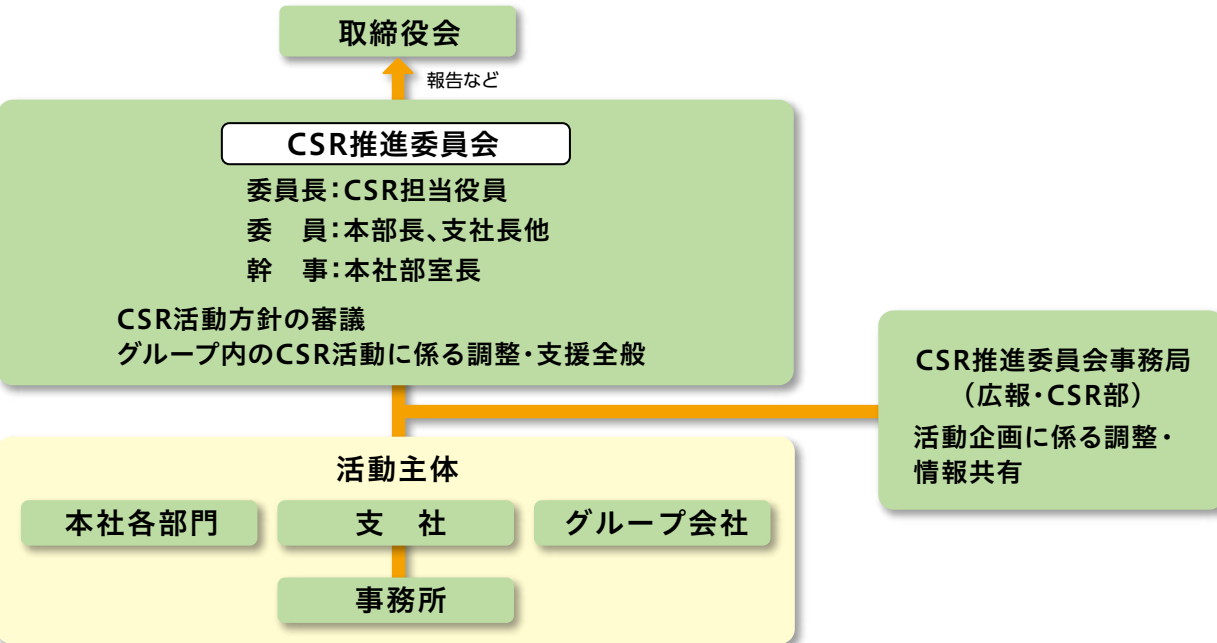 取締役会
報告など
CSR推進委員会
委員長：CSR担当役員
委　員：本部長、支社長他
幹　事：本社部室長
CSR活動方針の審議
グループ内のCSR活動に係る調整・支援全般
CSR推進委員会事務局
（広報・CSR部）
活動企画に係る調整・
情報共有
活動主体
本社各部門
支　社
グループ会社
事務所